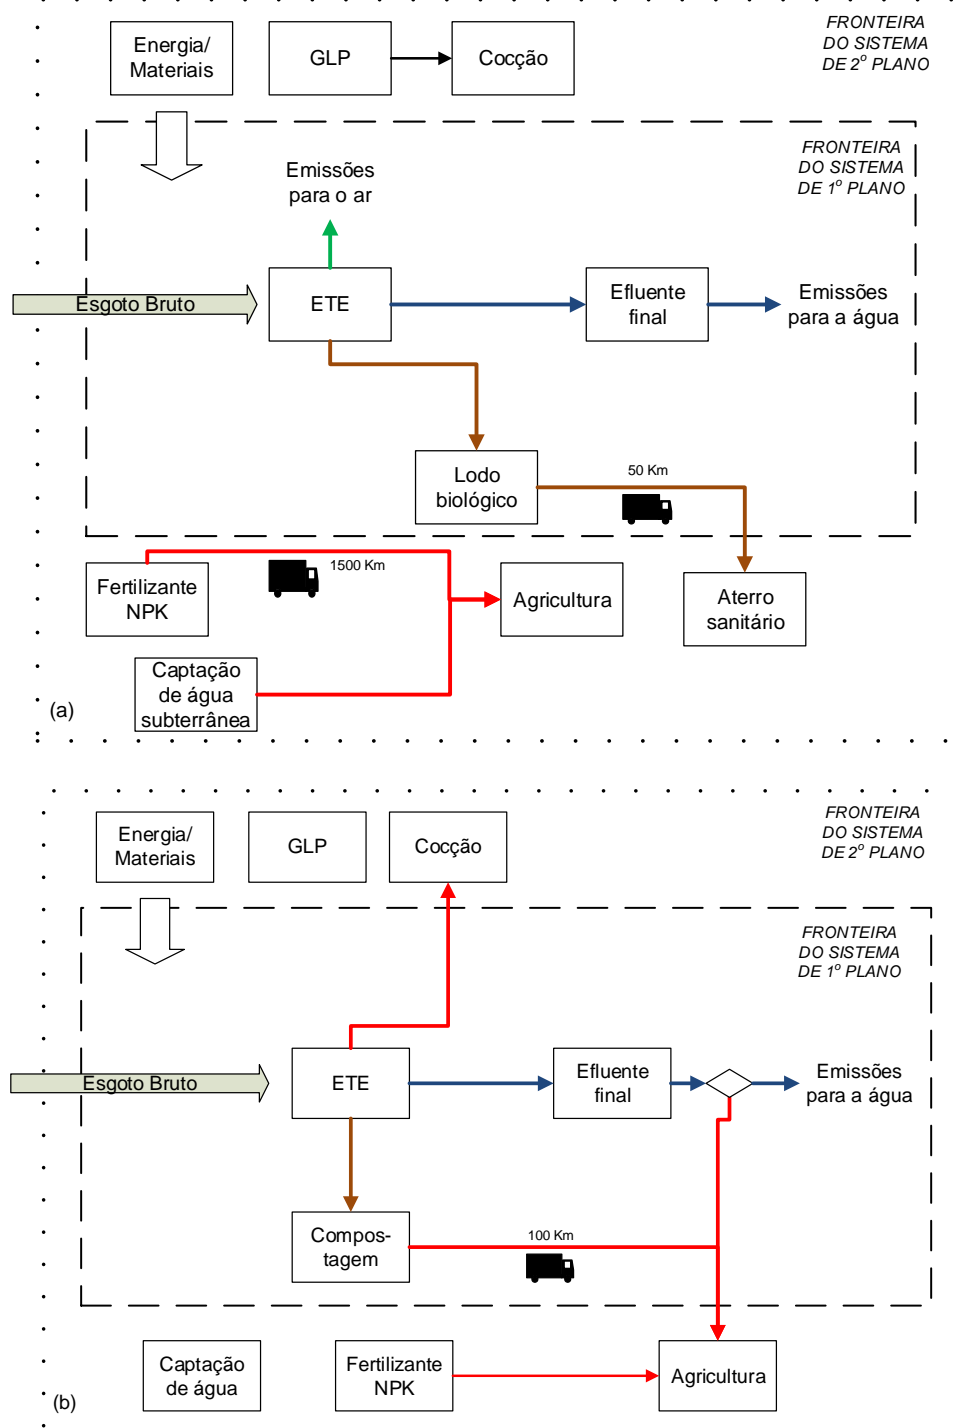 FRONTEIRA
DO SISTEMA
DE 2º PLANO
Energia/
Materiais
GLP
Cocção
FRONTEIRA
DO SISTEMA
DE 1º PLANO
Emissões
para o ar
Esgoto Bruto
ETE
Efluente
final
Emissões
para a água
Lodo
biológico
50 Km
1500 Km
Fertilizante
NPK
Agricultura
Aterro
sanitário
Captação
de água
subterrânea
(a)
FRONTEIRA
DO SISTEMA
DE 2º PLANO
Energia/
Materiais
GLP
Cocção
FRONTEIRA
DO SISTEMA
DE 1º PLANO
Esgoto Bruto
ETE
Efluente
final
Emissões
para a água
Compos-
tagem
100 Km
Captação
de água
Fertilizante
NPK
Agricultura
(b)